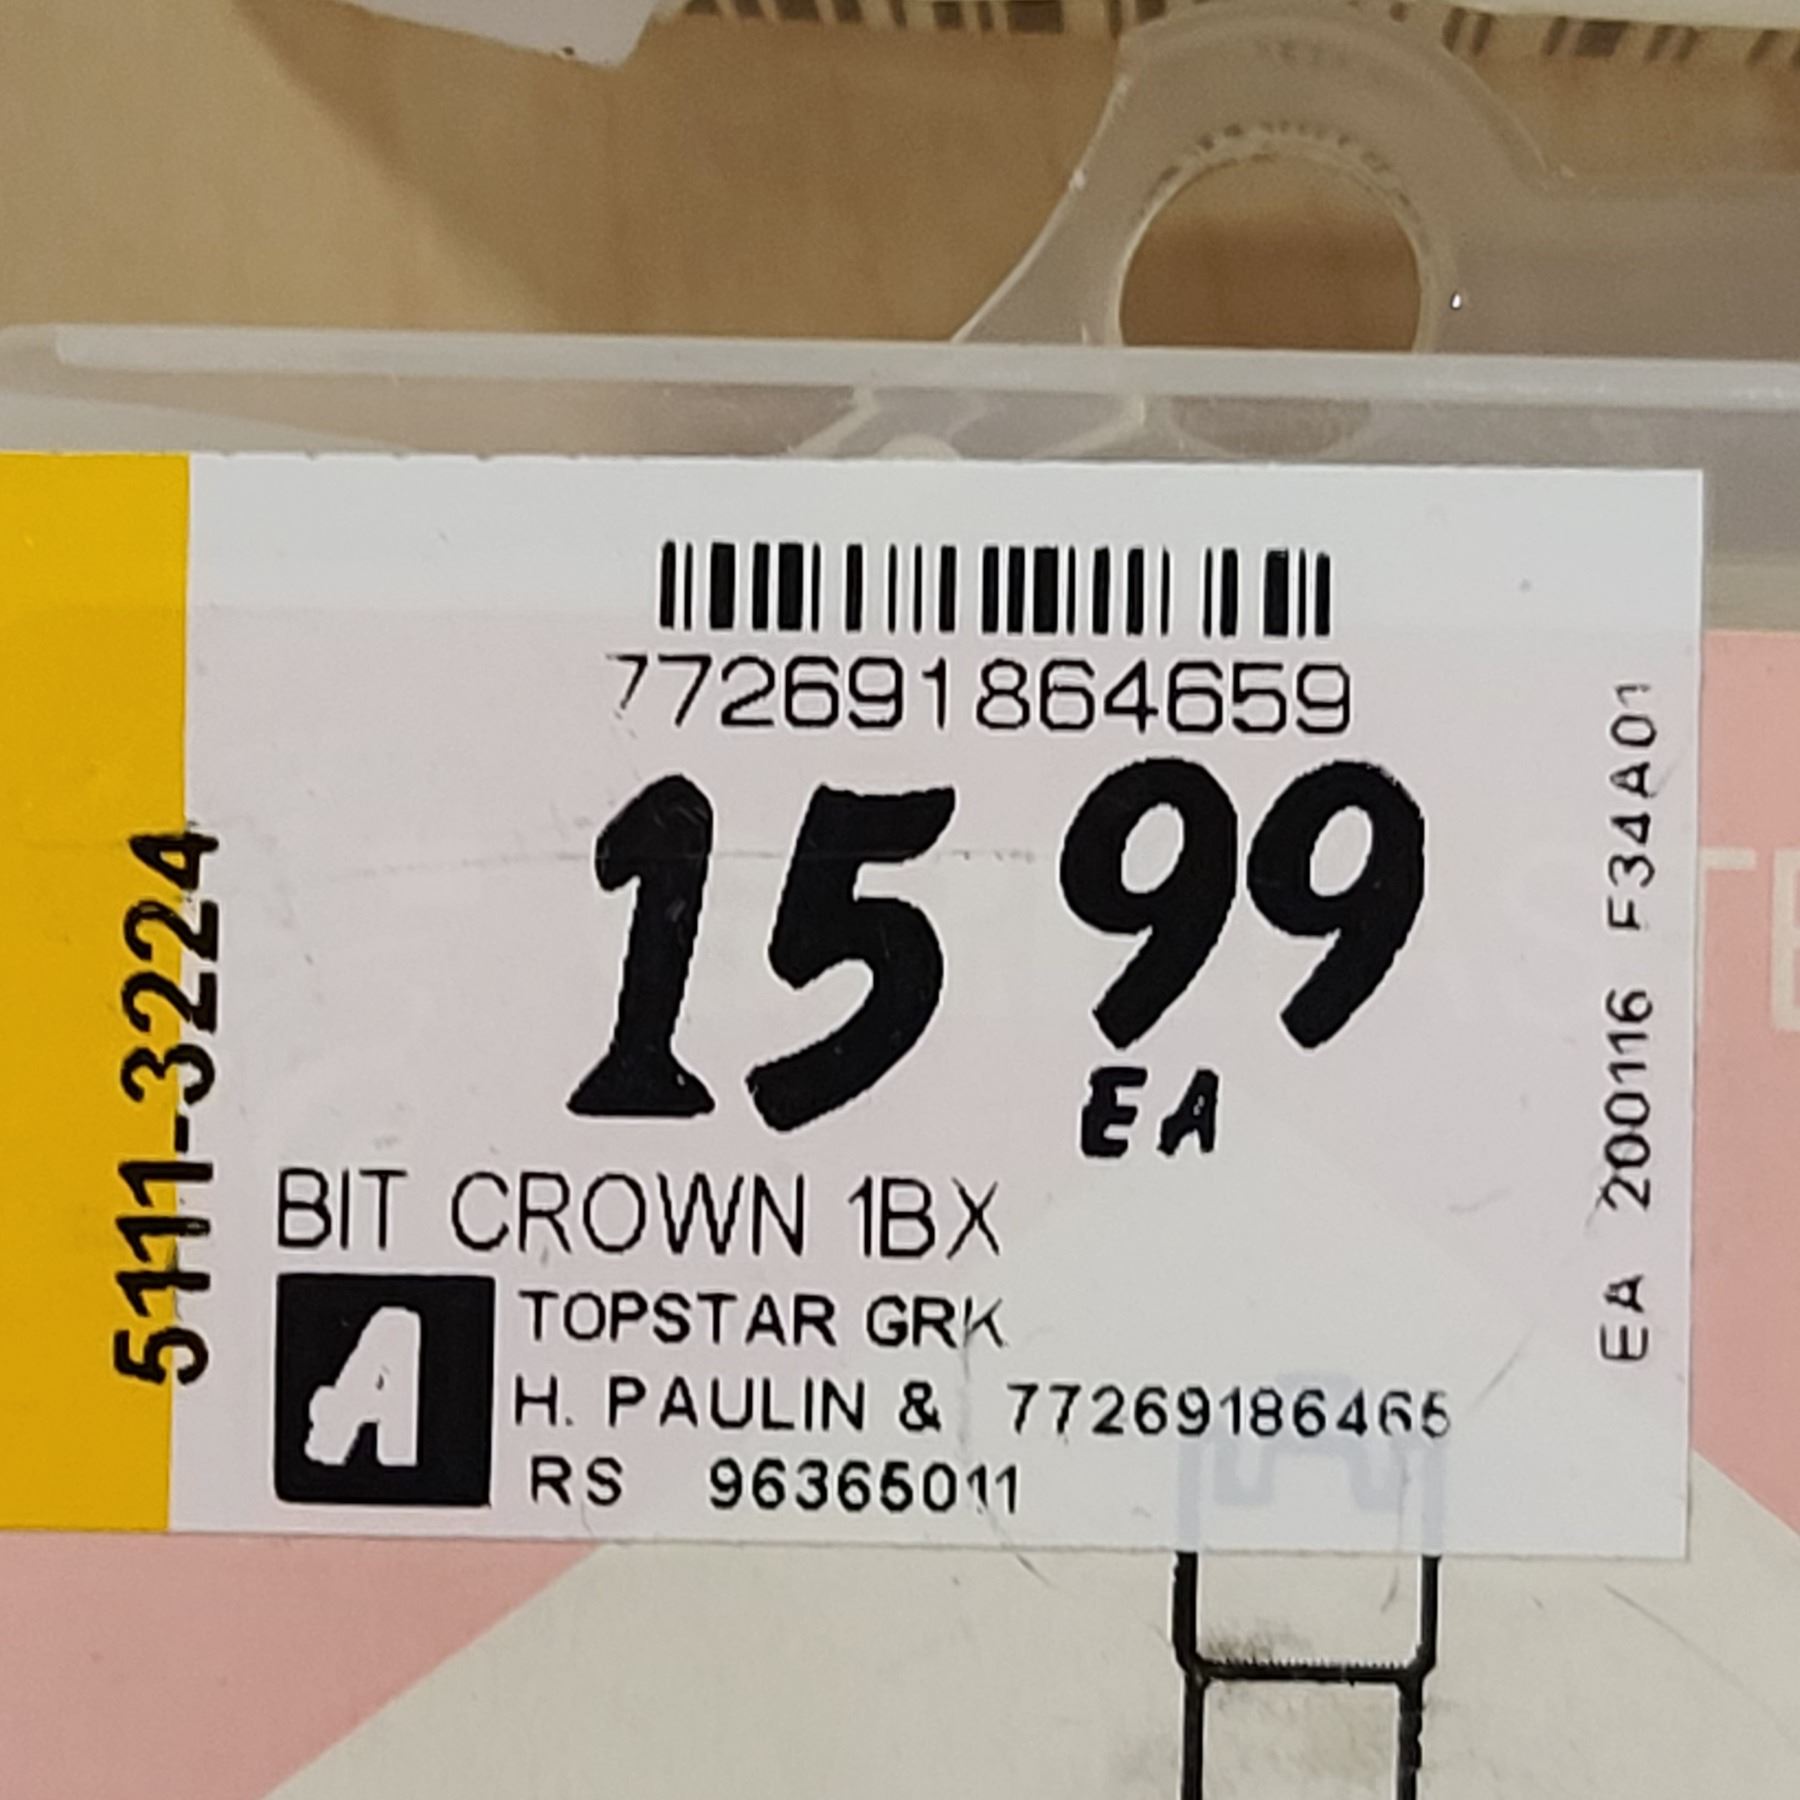 772691864659
15 99
EA
BIT CROWN 1BX
A
TOPSTAR GRK
H. PAULIN & 77269186465
RS 96365011
5111-3224
EA 200116 F34A01